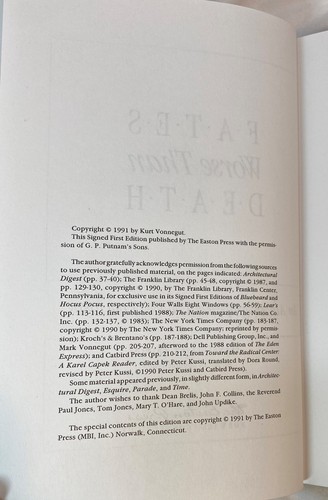 F·A·T·E·S
Worse Than
D·E·A·T·H
Copyright © 1991 by Kurt Vonnegut.
This Signed First Edition published by The Easton Press with the permis-
sion of G. P. Putnam's Sons.
The author gratefully acknowledges permission from the following sources
to use previously published material, on the pages indicated: Architectural
Digest (pp. 37-40); The Franklin Library (pp. 45-48, copyright © 1987, and
pp. 129-130, copyright © 1990, by The Franklin Library, Franklin Center,
Pennsylvania, for exclusive use in its Signed First Editions of Bluebeard and
Hocus Pocus, respectively); Four Walls Eight Windows (pp. 56-59); Lear's
(pp. 113-116, first published 1988); The Nation magazine/The Nation Co.
Inc. (pp. 132-137, © 1983); The New York Times Company (pp. 183-187,
copyright © 1990 by The New York Times Company; reprinted by permis-
sion); Kroch's & Brentano's (pp. 187-188); Dell Publishing Group, Inc., and
Mark Vonnegut (pp. 205-207, afterword to the 1988 edition of The Eden
Express); and Catbird Press (pp. 210-212, from Toward the Radical Center:
A Karel Capek Reader, edited by Peter Kussi, translated by Dora Round,
revised by Peter Kussi, ©1990 Peter Kussi and Catbird Press).
Some material appeared previously, in slightly different form, in Architec-
tural Digest, Esquire, Parade, and Time.
The author wishes to thank Dean Brelis, John F. Collins, the Reverend
Paul Jones, Tom Jones, Mary T. O'Hare, and John Updike.
The special contents of this edition are copyright © 1991 by The Easton
Press (MBI, Inc.) Norwalk, Connecticut.